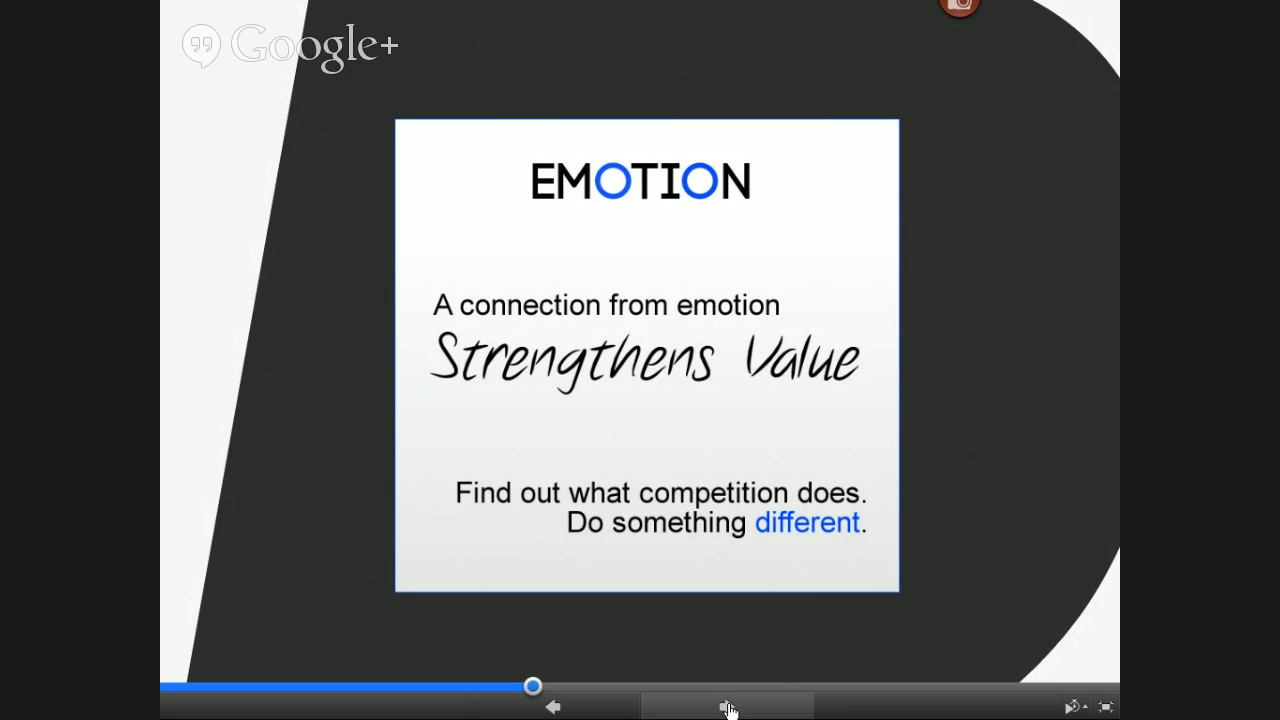 Google+
EMOTION
A connection from emotion
Strengthens Value
Find out what competition does.
Do something different.